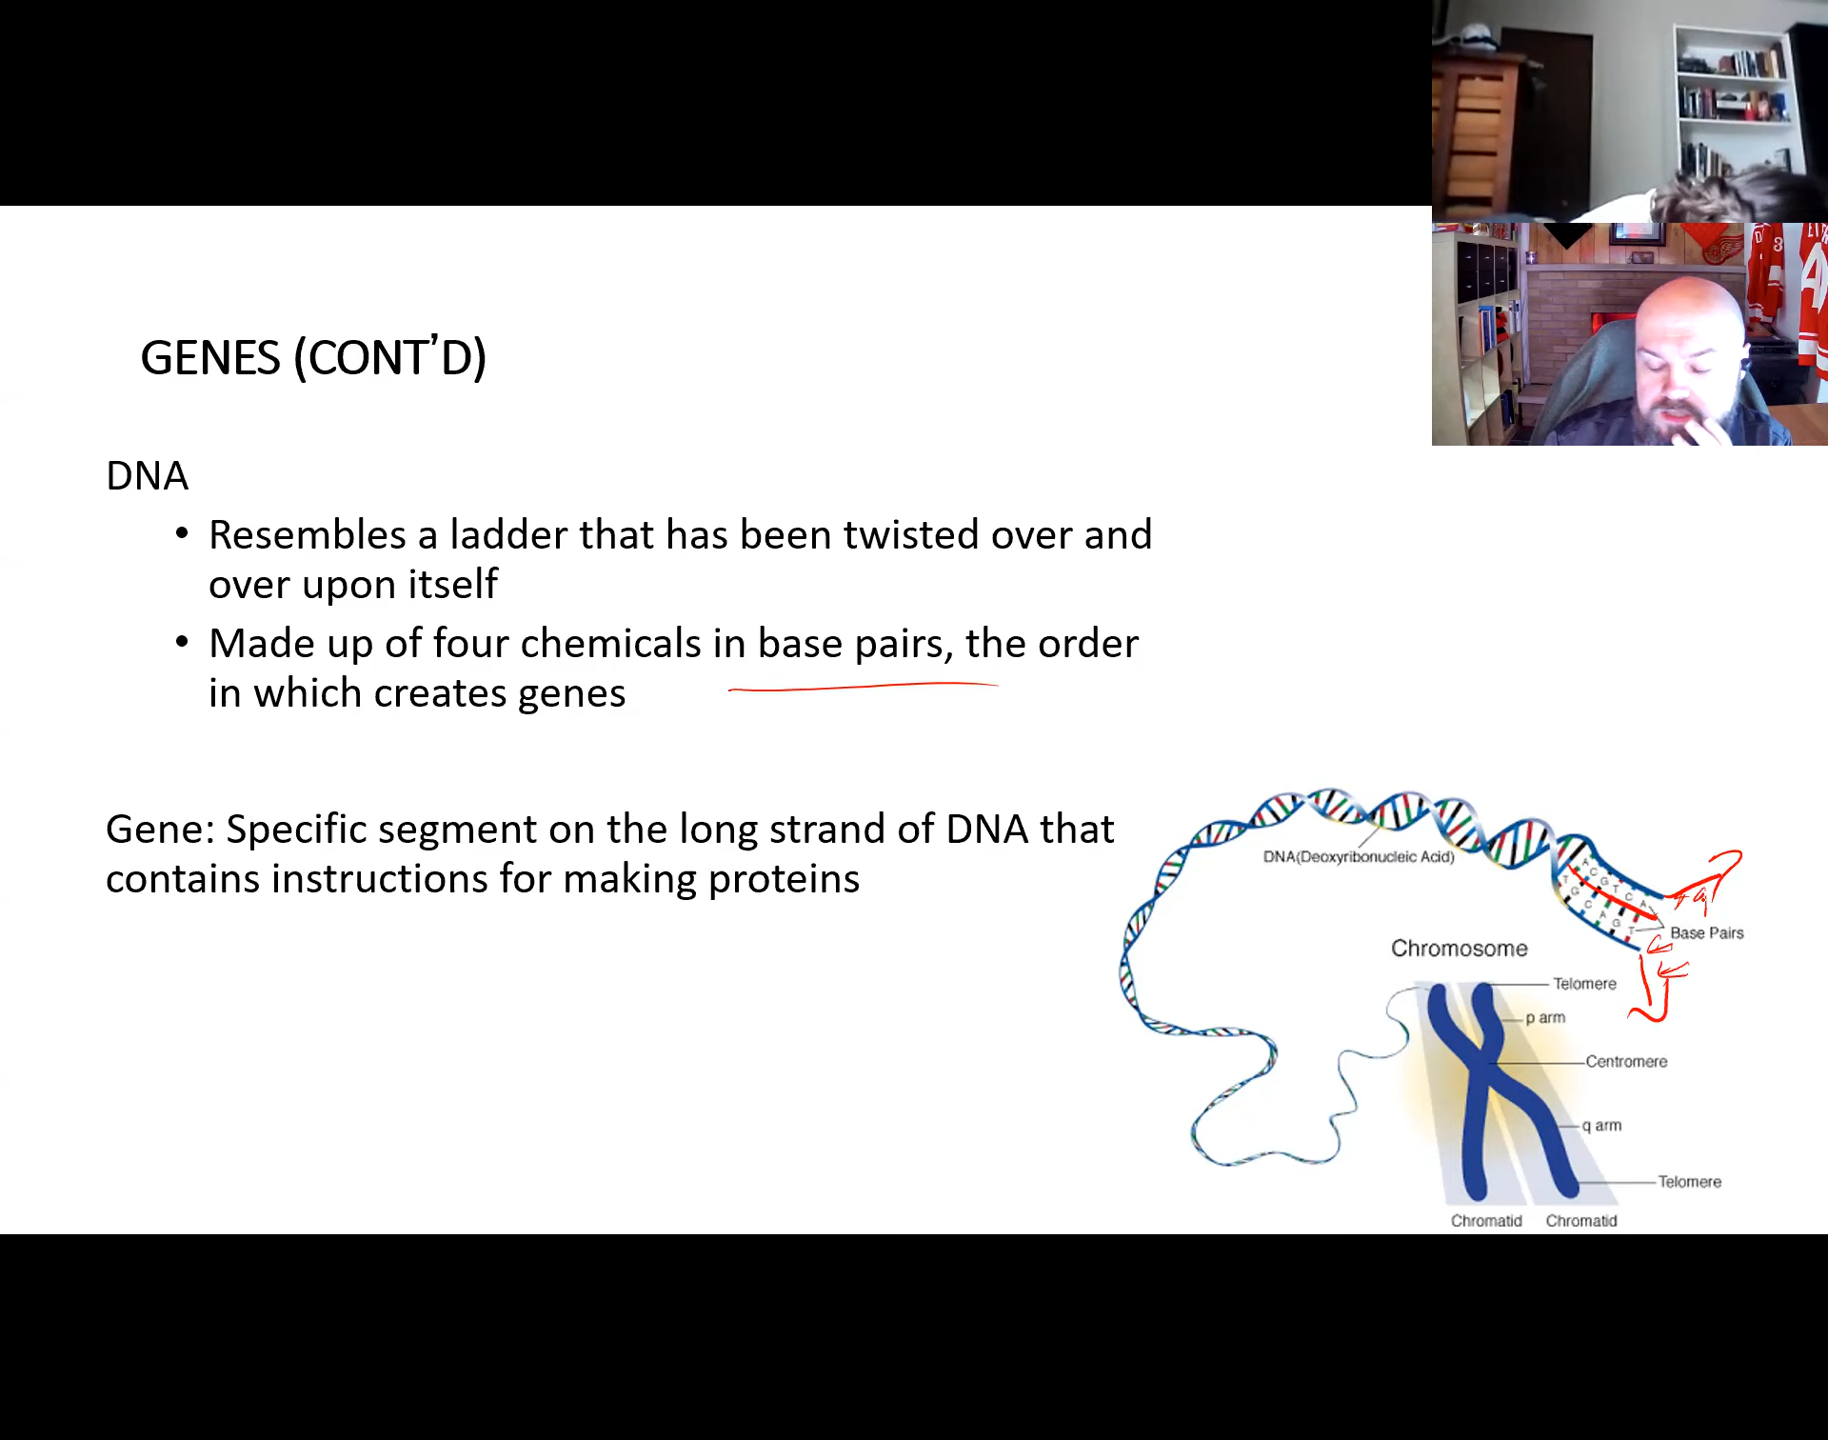 GENES (CONT’D)
DNA
• Resembles a ladder that has been twisted over and
over upon itself
• Made up of four chemicals in base pairs, the order
in which creates genes
Gene: Specific segment on the long strand of DNA that
contains instructions for making proteins
DNA(Deoxyribonucleic Acid)
A C G T C A
T G C A G T
Base Pairs
Chromosome
Telomere
p arm
Centromere
q arm
Telomere
Chromatid Chromatid